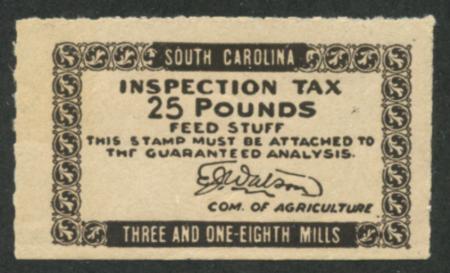 SOUTH CAROLINA
INSPECTION TAX
25 POUNDS
FEED STUFF
THIS STAMP MUST BE ATTACHED TO
THE GUARANTEED ANALYSIS.
E.J. Watson
COM. OF AGRICULTURE
THREE AND ONE-EIGHTH MILLS